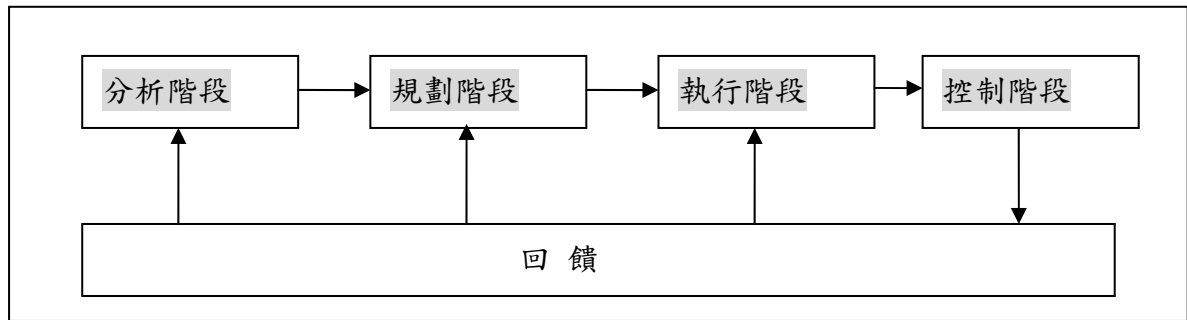 分析階段
規劃階段
執行階段
控制階段
回 饋